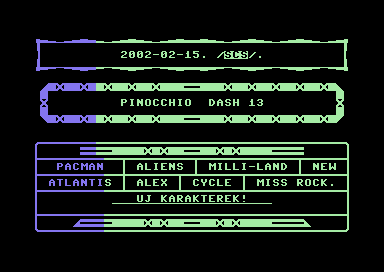 2002-02-15. /SCS/.
PINOCCHIO DASH 13
PACMAN ALIENS MILLI-LAND NEW
ATLANTIS ALEX CYCLE MISS ROCK.
UJ KARAKTEREK!